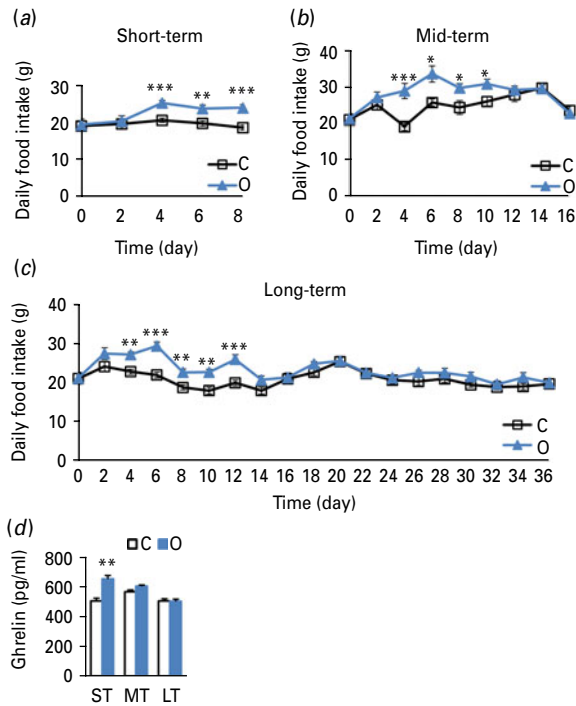 (a)
Short-term
Daily food intake (g)
30
20
10
0
*** ** ***
C
O
0 2 4 6 8
Time (day)
(b)
Mid-term
Daily food intake (g)
40
30
20
10
0
*** * * *
C
O
0 2 4 6 8 10 12 14 16
Time (day)
(c)
Long-term
Daily food intake (g)
40
30
20
10
0
** *** ** ** ***
C
O
0 2 4 6 8 10 12 14 16 18 20 22 24 26 28 30 32 34 36
Time (day)
(d)
C O
Ghrelin (pg/ml)
800
600
400
200
0
**
ST MT LT